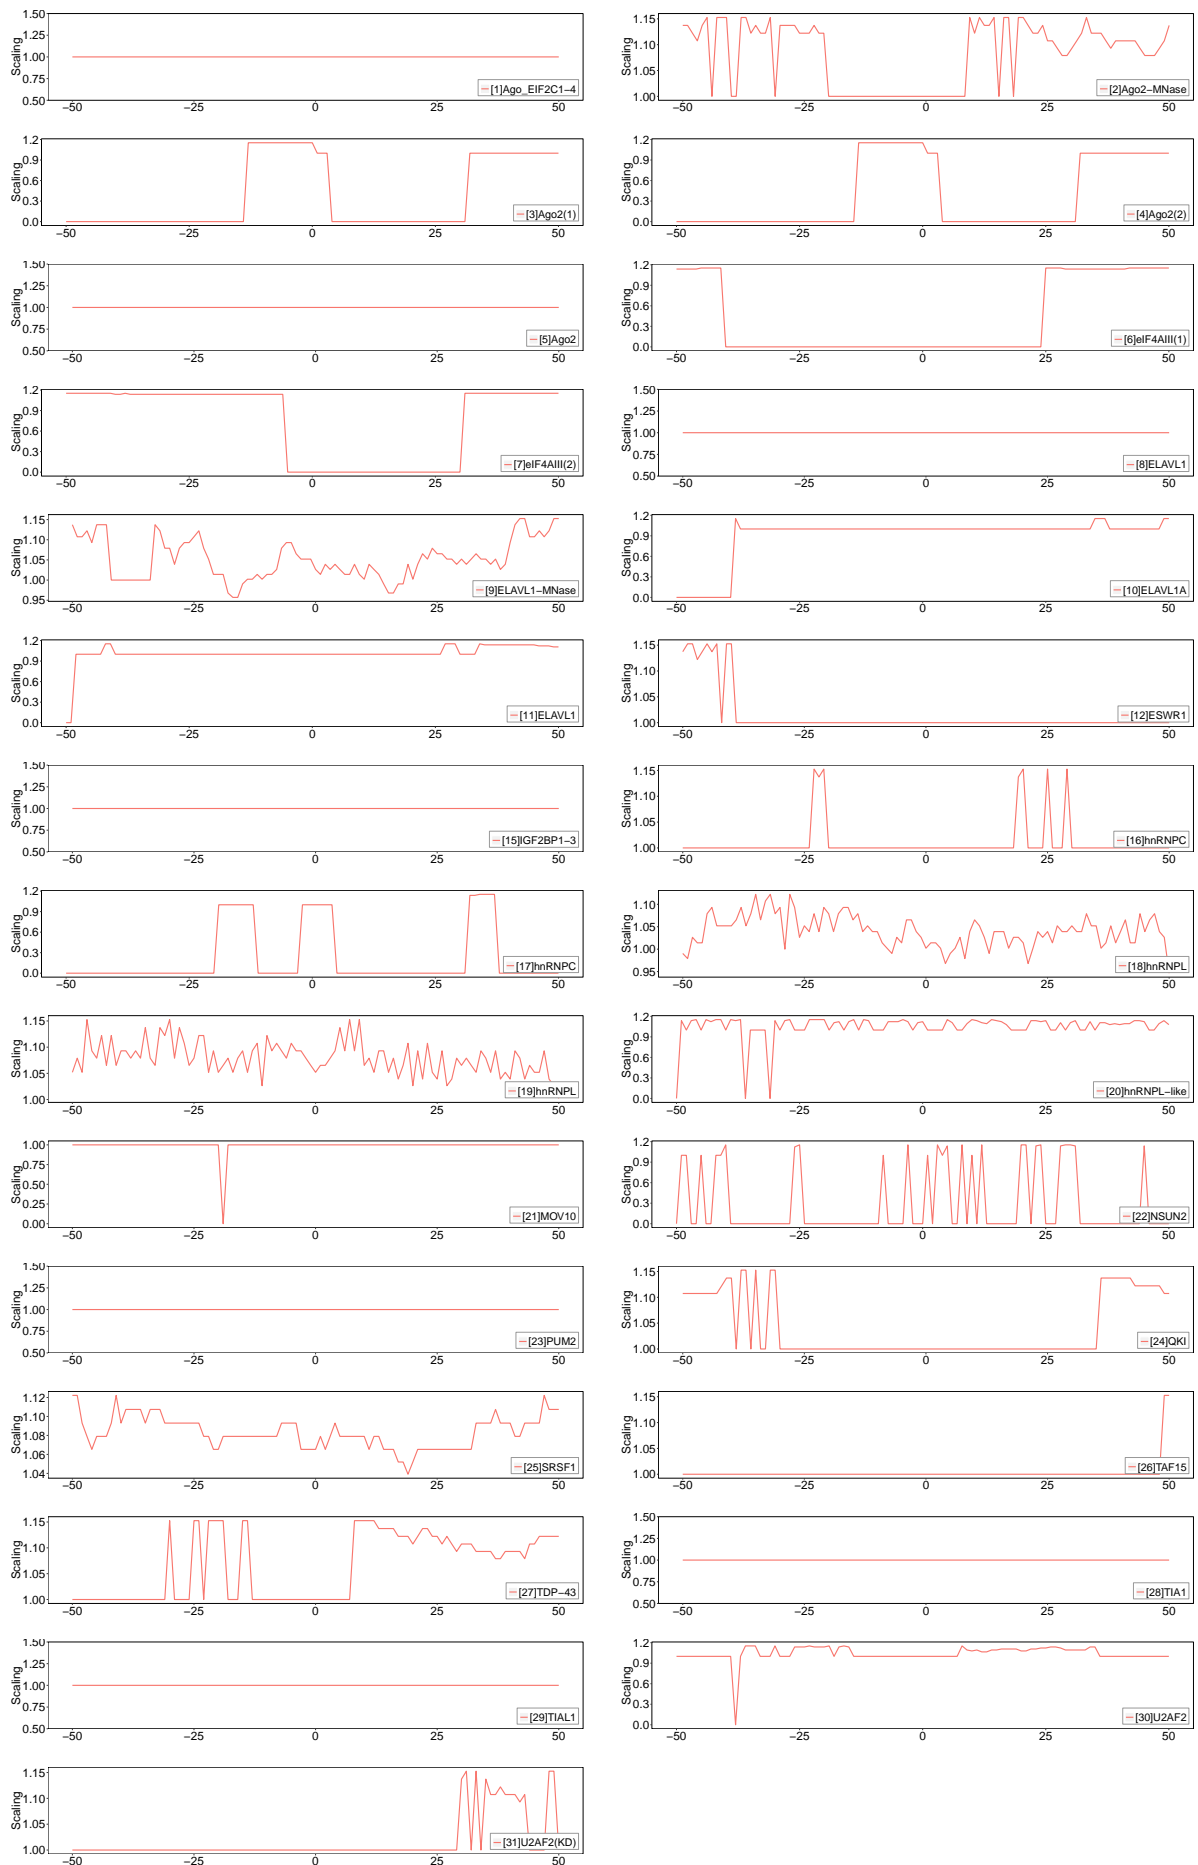 Scaling
1.50
1.25
1.00
0.75
0.50
−50 −25 0 25 50
[1]Ago_EIF2C1−4
Scaling
1.15
1.10
1.05
1.00
−50 −25 0 25 50
[2]Ago2−MNase
Scaling
1.2
0.9
0.6
0.3
0.0
−50 −25 0 25 50
[3]Ago2(1)
Scaling
1.2
0.9
0.6
0.3
0.0
−50 −25 0 25 50
[4]Ago2(2)
Scaling
1.50
1.25
1.00
0.75
0.50
−50 −25 0 25 50
[5]Ago2
Scaling
1.2
0.9
0.6
0.3
0.0
−50 −25 0 25 50
[6]eIF4AIII(1)
Scaling
1.2
0.9
0.6
0.3
0.0
−50 −25 0 25 50
[7]eIF4AIII(2)
Scaling
1.50
1.25
1.00
0.75
0.50
−50 −25 0 25 50
[8]ELAVL1
Scaling
1.15
1.10
1.05
1.00
0.95
−50 −25 0 25 50
[9]ELAVL1−MNase
Scaling
1.2
0.9
0.6
0.3
0.0
−50 −25 0 25 50
[10]ELAVL1A
Scaling
1.2
0.9
0.6
0.3
0.0
−50 −25 0 25 50
[11]ELAVL1
Scaling
1.15
1.10
1.05
1.00
−50 −25 0 25 50
[12]ESWR1
Scaling
1.50
1.25
1.00
0.75
0.50
−50 −25 0 25 50
[15]IGF2BP1−3
Scaling
1.15
1.10
1.05
1.00
−50 −25 0 25 50
[16]hnRNPC
Scaling
1.2
0.9
0.6
0.3
0.0
−50 −25 0 25 50
[17]hnRNPC
Scaling
1.10
1.05
1.00
0.95
−50 −25 0 25 50
[18]hnRNPL
Scaling
1.15
1.10
1.05
1.00
−50 −25 0 25 50
[19]hnRNPL
Scaling
1.2
0.9
0.6
0.3
0.0
−50 −25 0 25 50
[20]hnRNPL−like
Scaling
1.00
0.75
0.50
0.25
0.00
−50 −25 0 25 50
[21]MOV10
Scaling
0.9
0.6
0.3
0.0
−50 −25 0 25 50
[22]NSUN2
Scaling
1.50
1.25
1.00
0.75
0.50
−50 −25 0 25 50
[23]PUM2
Scaling
1.15
1.10
1.05
1.00
−50 −25 0 25 50
[24]QKI
Scaling
1.12
1.10
1.08
1.06
1.04
−50 −25 0 25 50
[25]SRSF1
Scaling
1.15
1.10
1.05
1.00
−50 −25 0 25 50
[26]TAF15
Scaling
1.15
1.10
1.05
1.00
−50 −25 0 25 50
[27]TDP−43
Scaling
1.50
1.25
1.00
0.75
0.50
−50 −25 0 25 50
[28]TIA1
Scaling
1.50
1.25
1.00
0.75
0.50
−50 −25 0 25 50
[29]TIAL1
Scaling
1.2
0.9
0.6
0.3
0.0
−50 −25 0 25 50
[30]U2AF2
Scaling
1.15
1.10
1.05
1.00
−50 −25 0 25 50
[31]U2AF2(KD)